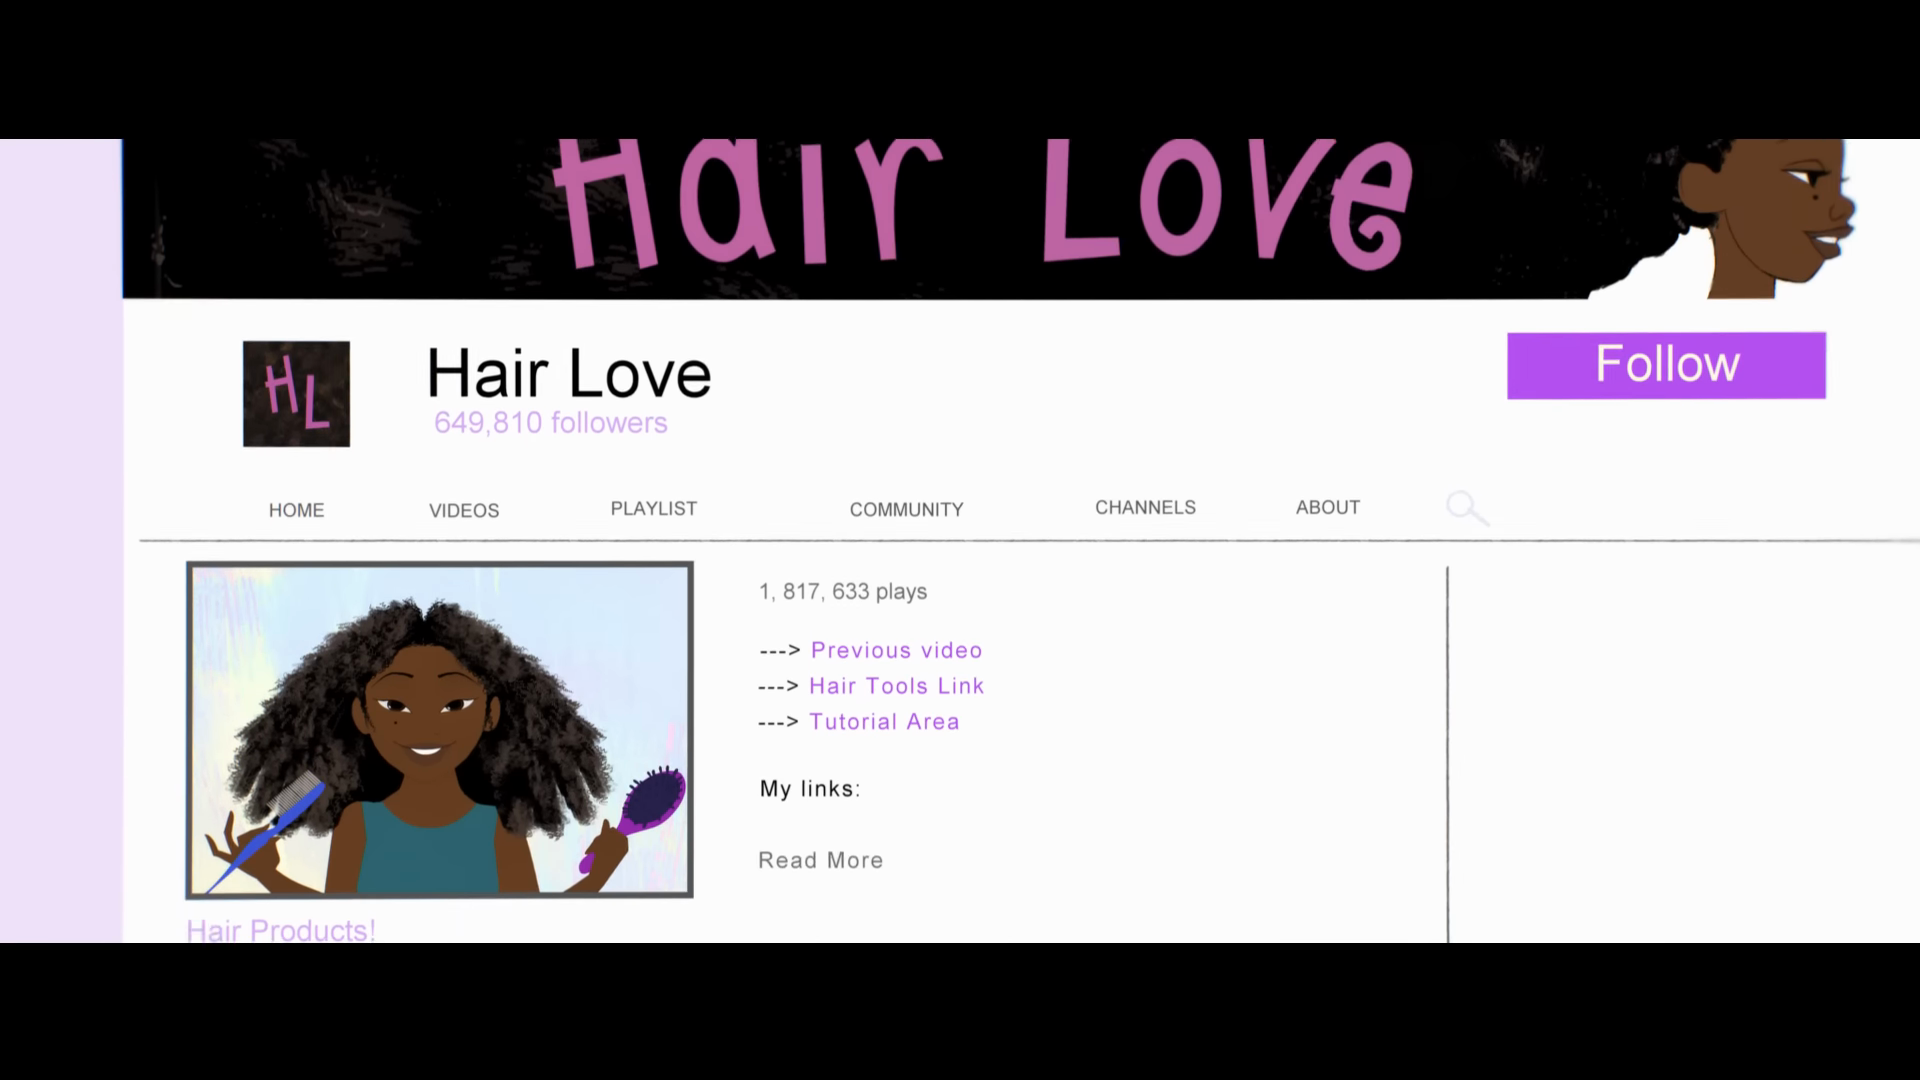 Hair Love
HL
Hair Love
649,810 followers
Follow
HOME VIDEOS PLAYLIST COMMUNITY CHANNELS ABOUT
1, 817, 633 plays
---> Previous video
---> Hair Tools Link
---> Tutorial Area
My links:
Read More
Hair Products!